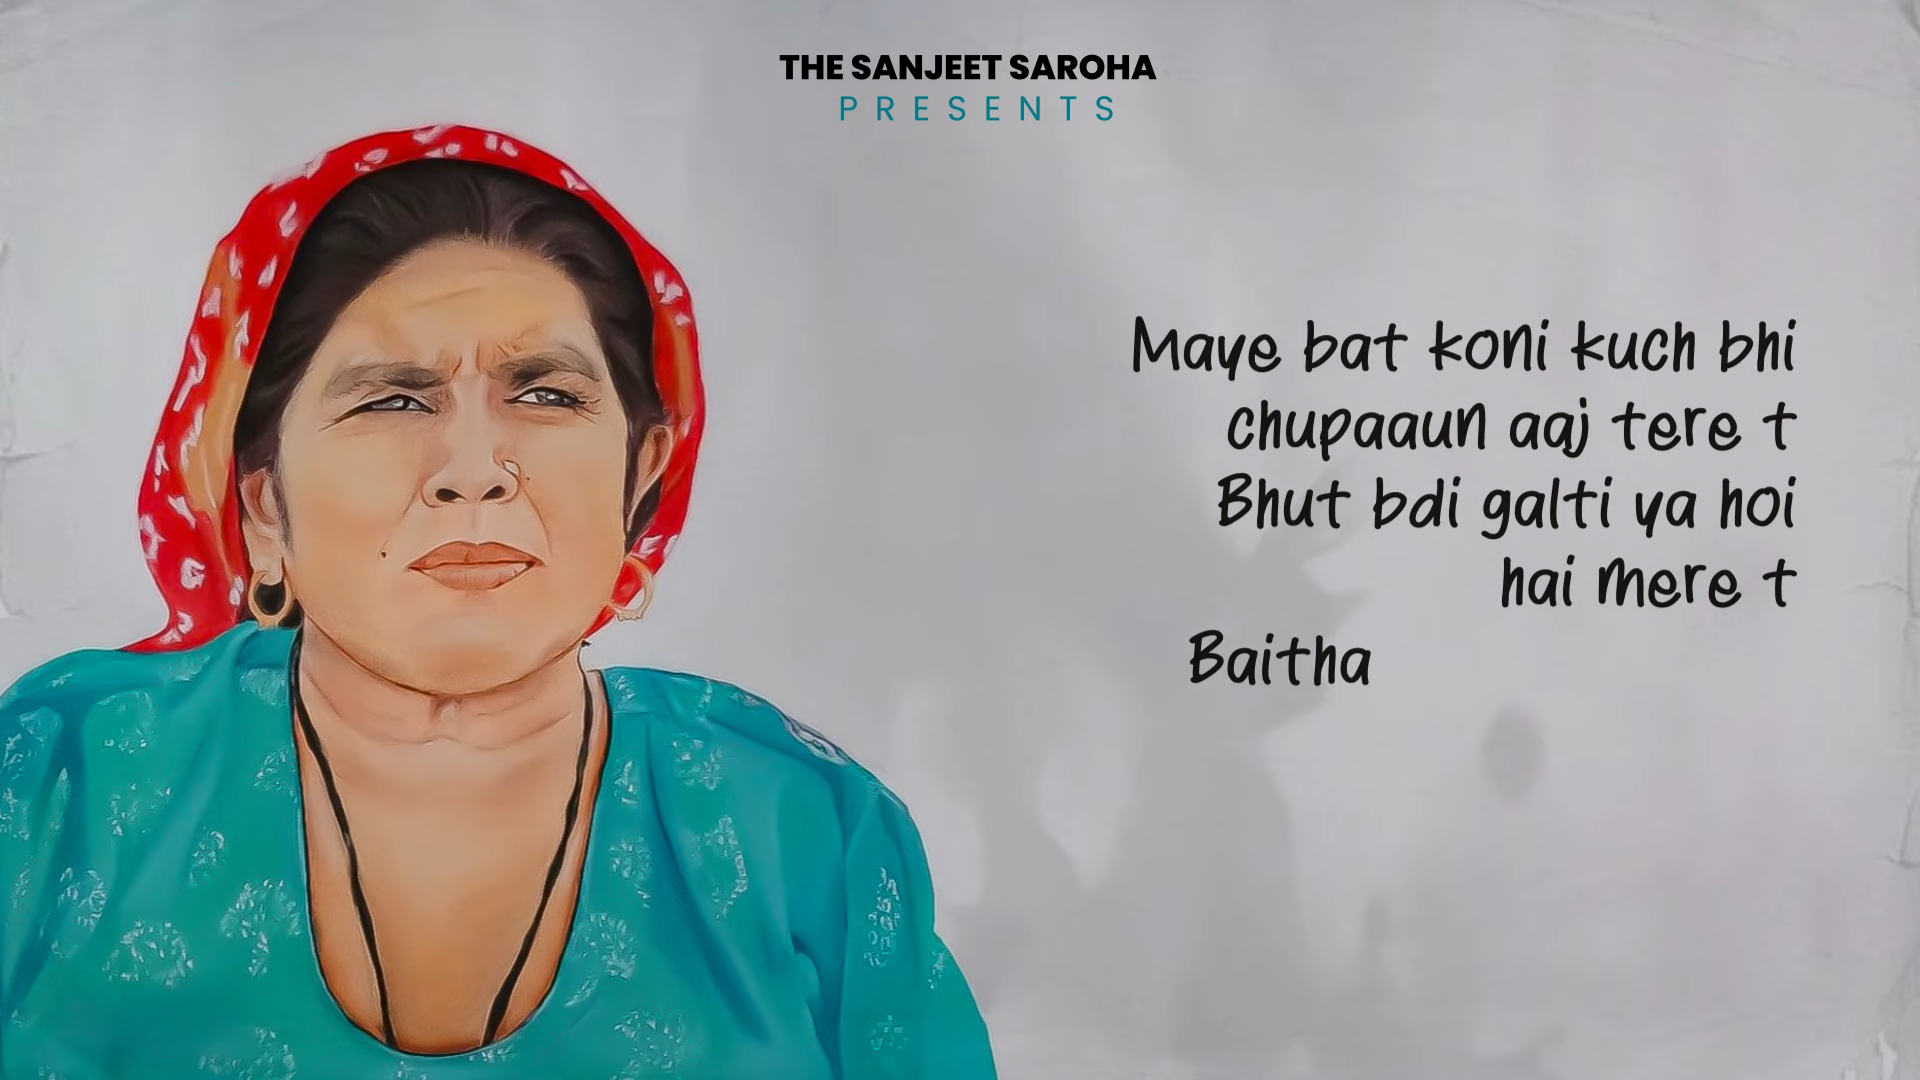 THE SANJEET SAROHA
PRESENTS
Maye bat koni kuch bhi
chupaaun aaj tere t
Bhut bdi galti ya hoi
hai mere t
Baitha